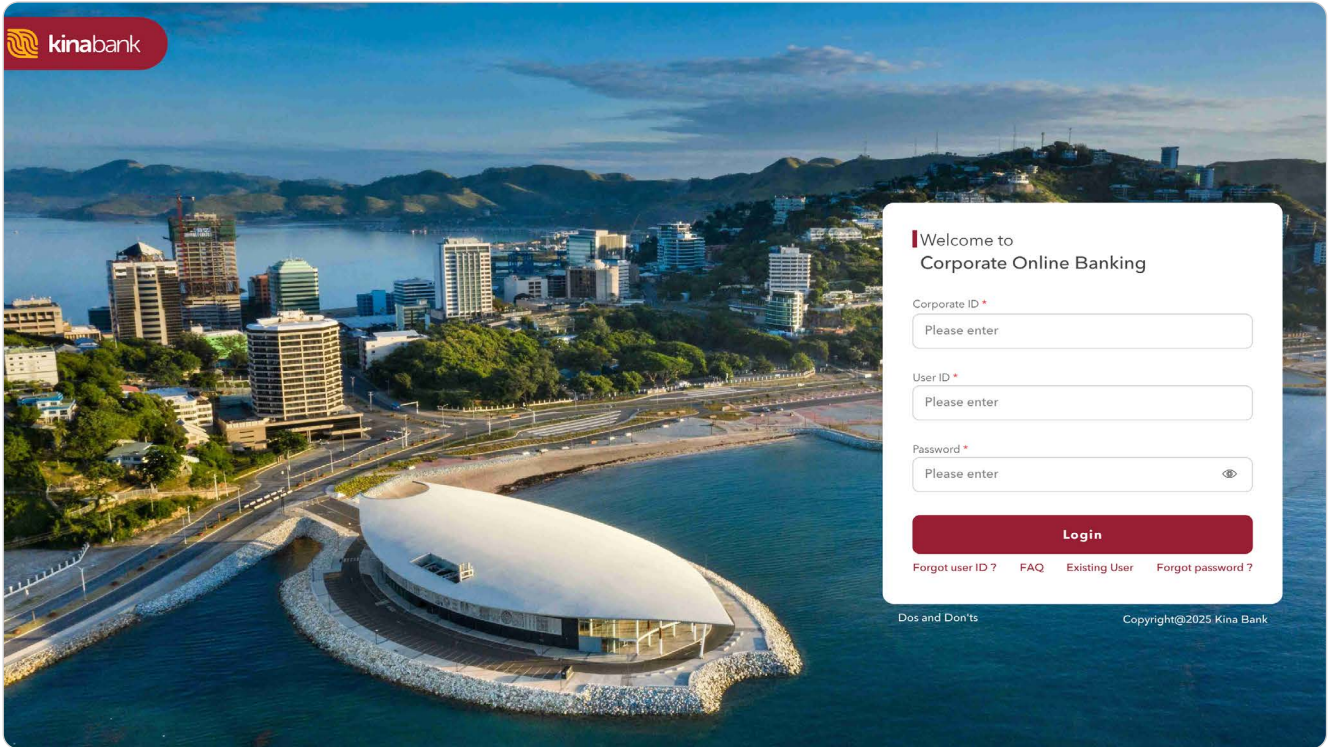 kinabank
Welcome to
Corporate Online Banking
Corporate ID *
Please enter
User ID *
Please enter
Password *
Please enter
Login
Forgot user ID ? FAQ Existing User Forgot password ?
Dos and Don'ts Copyright@2025 Kina Bank